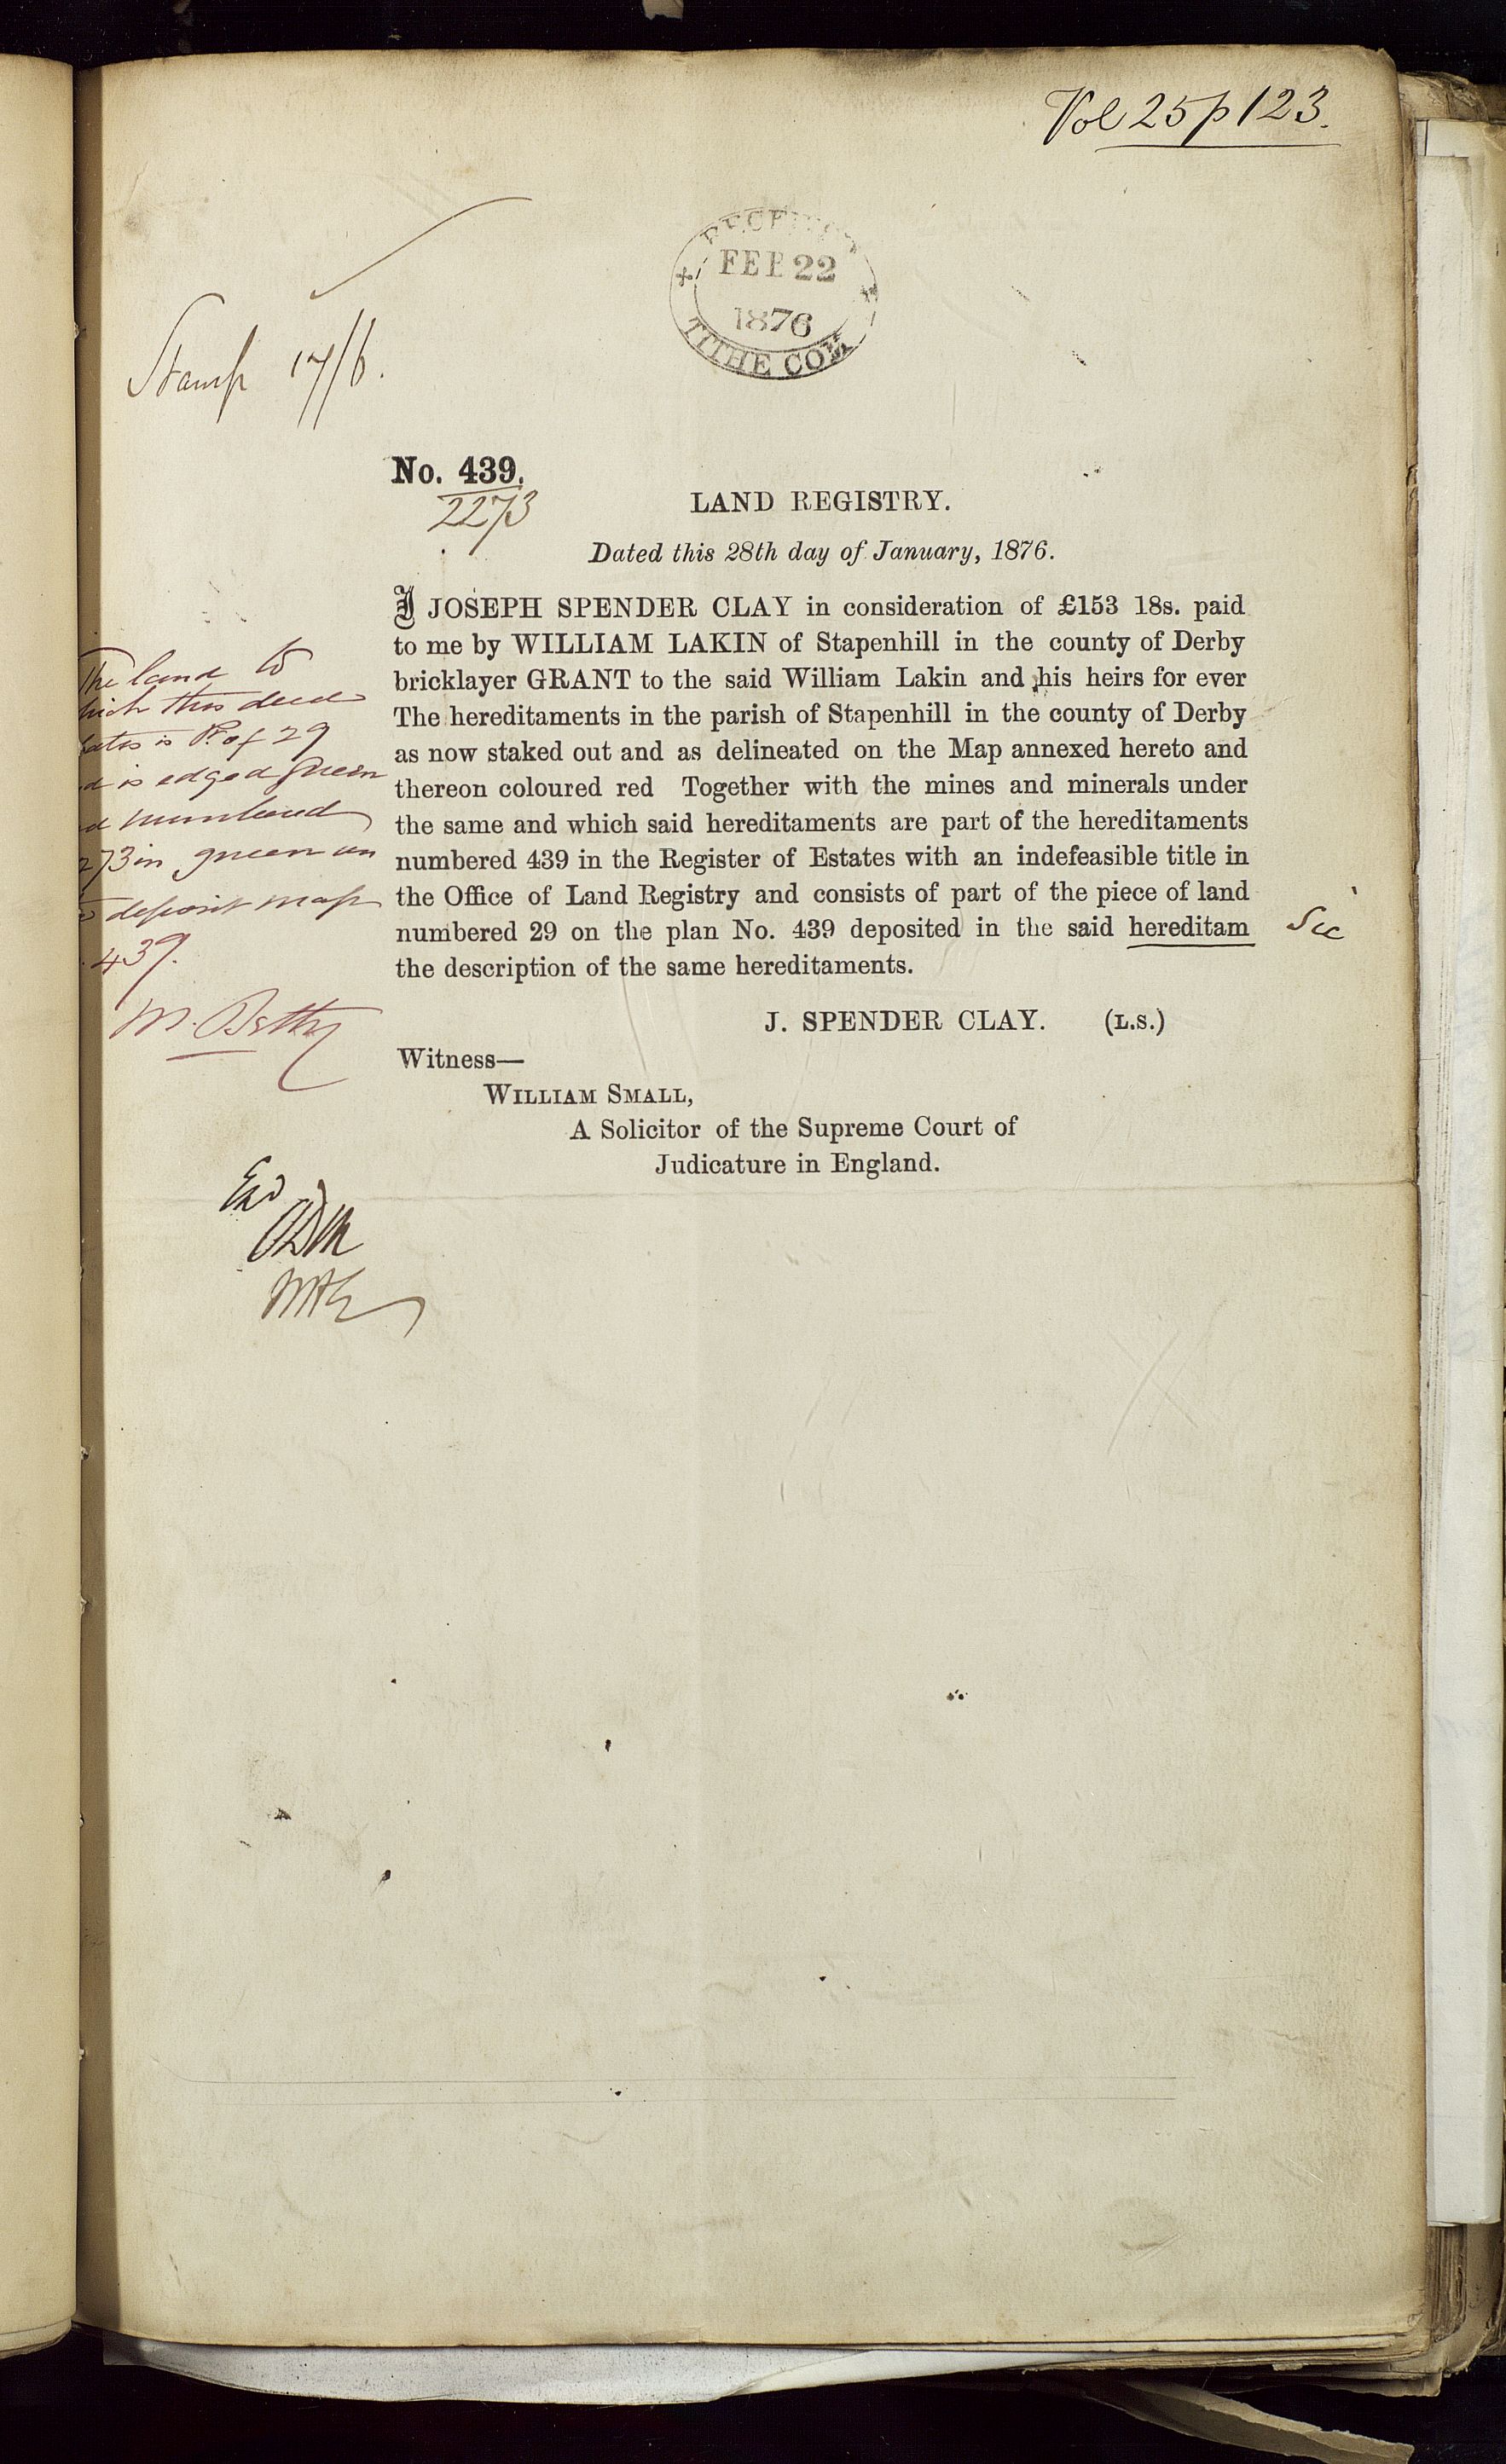 Vol 25 p 123.
RECEIVED
FEB 22
1876
TITHE COM
Stamp 17/6.
No. 439.
2273
LAND REGISTRY.
Dated this 28th day of January, 1876.
I JOSEPH SPENDER CLAY in consideration of £153 18s. paid
to me by WILLIAM LAKIN of Stapenhill in the county of Derby
bricklayer GRANT to the said William Lakin and his heirs for ever
The hereditaments in the parish of Stapenhill in the county of Derby
as now staked out and as delineated on the Map annexed hereto and
thereon coloured red Together with the mines and minerals under
the same and which said hereditaments are part of the hereditaments
numbered 439 in the Register of Estates with an indefeasible title in
the Office of Land Registry and consists of part of the piece of land
numbered 29 on the plan No. 439 deposited in the said hereditam
the description of the same hereditaments.
Sic
The land to
hich this deed
lates is Pt. of 29
d is edged green
d numbered
273 in green on
deposit map
439.
J. SPENDER CLAY. (L.S.)
Witness—
WILLIAM SMALL,
A Solicitor of the Supreme Court of
Judicature in England.
Exd